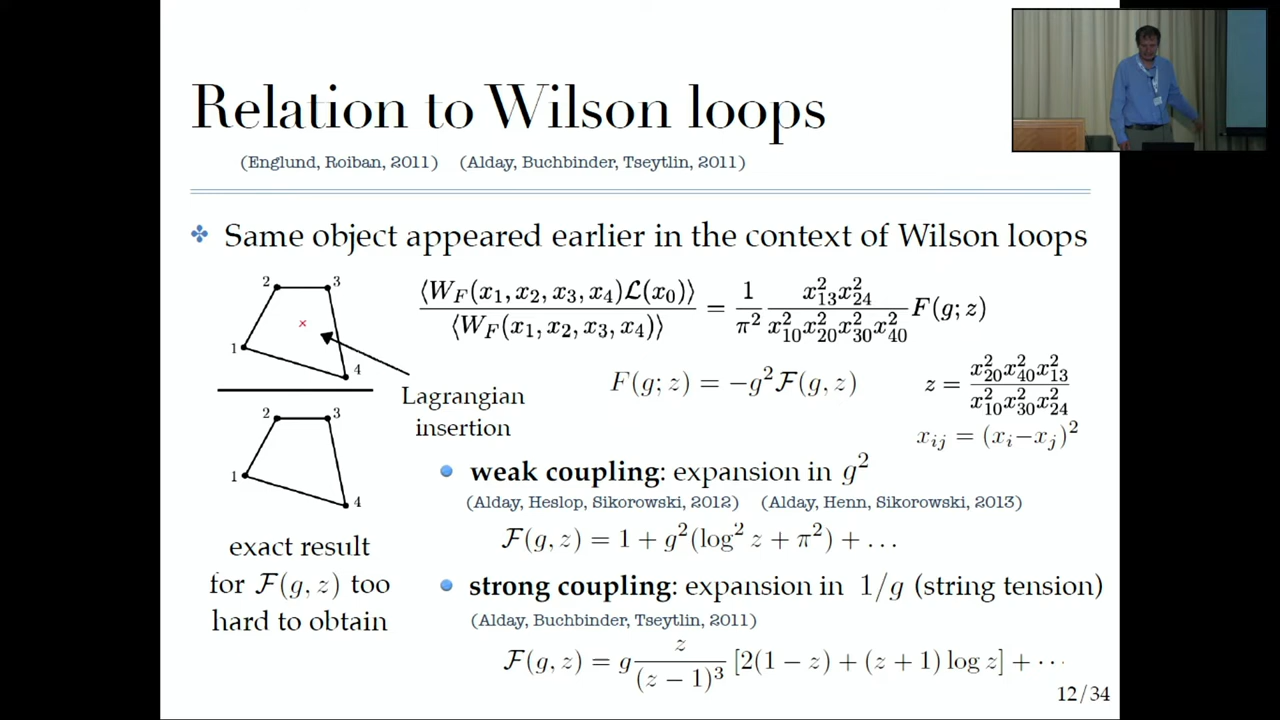 Relation to Wilson loops
(Englund, Roiban, 2011) (Alday, Buchbinder, Tseytlin, 2011)
Same object appeared earlier in the context of Wilson loops
2 3
1 4
2 3
1 4
Lagrangian
insertion
⟨W_F(x_1, x_2, x_3, x_4)𝓛(x_0)⟩ / ⟨W_F(x_1, x_2, x_3, x_4)⟩ = 1/π^2 x_{13}^2 x_{24}^2 / x_{10}^2 x_{20}^2 x_{30}^2 x_{40}^2 F(g; z)
F(g; z) = −g^2 𝓕(g, z)
z = x_{20}^2 x_{40}^2 x_{13}^2 / x_{10}^2 x_{30}^2 x_{24}^2
x_{ij} = (x_i−x_j)^2
weak coupling: expansion in g^2
(Alday, Heslop, Sikorowski, 2012) (Alday, Henn, Sikorowski, 2013)
𝓕(g, z) = 1 + g^2(log^2 z + π^2) + ...
exact result
for 𝓕(g, z) too
hard to obtain
strong coupling: expansion in 1/g (string tension)
(Alday, Buchbinder, Tseytlin, 2011)
𝓕(g, z) = g z/(z − 1)^3 [2(1 − z) + (z + 1) log z] + ···
12/34